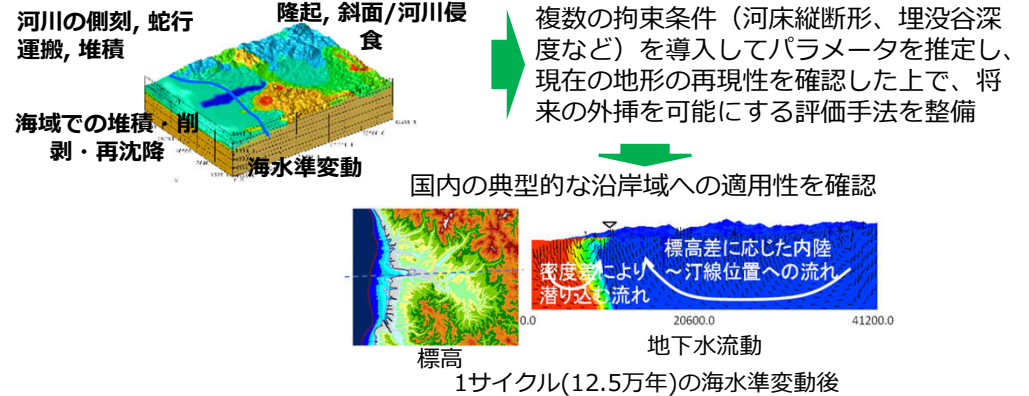 河川の側刻, 蛇行
運搬, 堆積
隆起, 斜面/河川侵
食
海域での堆積・削
剥・再沈降
海水準変動
複数の拘束条件（河床縦断形、埋没谷深
度など）を導入してパラメータを推定し、
現在の地形の再現性を確認した上で、将
来の外挿を可能にする評価手法を整備
国内の典型的な沿岸域への適用性を確認
密度差により
潜り込む流れ
標高差に応じた内陸
～汀線位置への流れ
0.0
20600.0
41200.0
標高
地下水流動
1サイクル(12.5万年)の海水準変動後